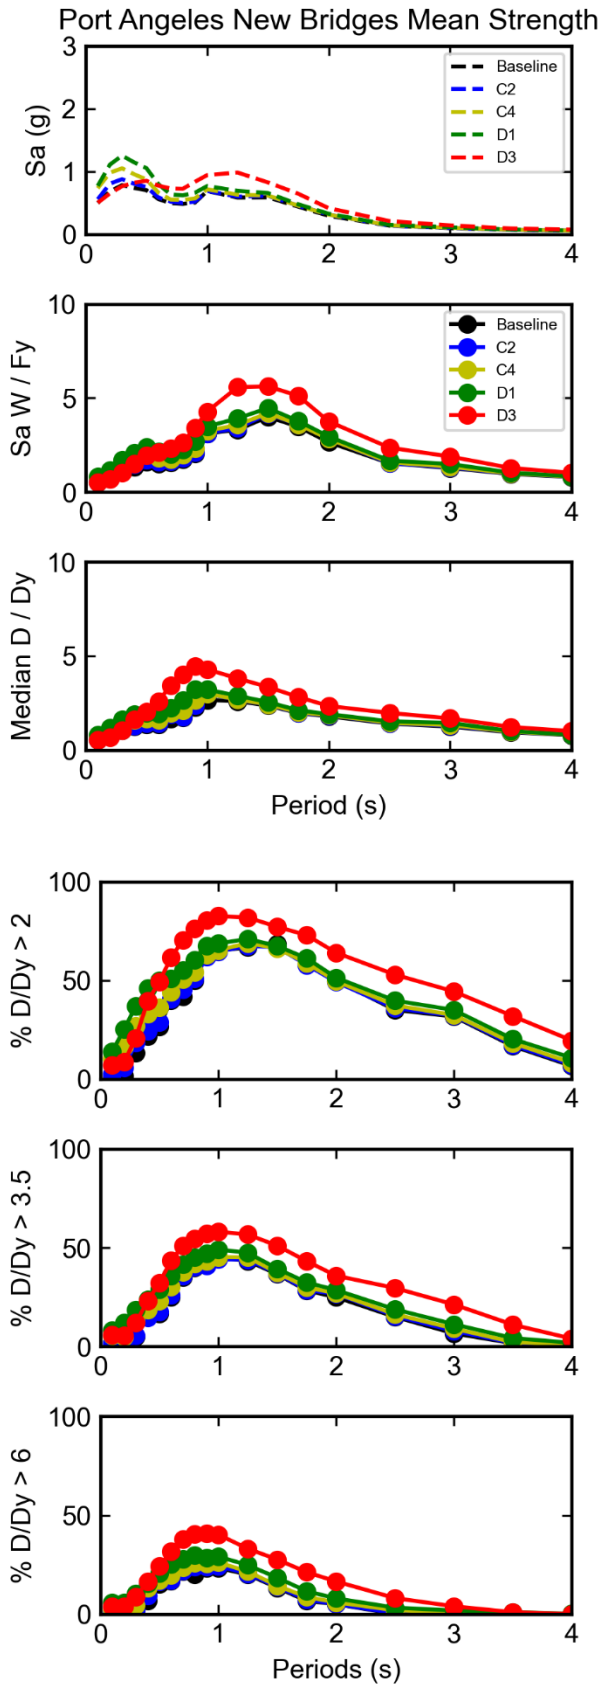 Port Angeles New Bridges Mean Strength
3
2
1
0
Sa (g)
Baseline
C2
C4
D1
D3
0 1 2 3 4
10
5
0
Sa W / Fy
Baseline
C2
C4
D1
D3
0 1 2 3 4
10
5
0
Median D / Dy
0 1 2 3 4
Period (s)
100
50
0
% D/Dy > 2
0 1 2 3 4
100
50
0
% D/Dy > 3.5
0 1 2 3 4
100
50
0
% D/Dy > 6
0 1 2 3 4
Periods (s)